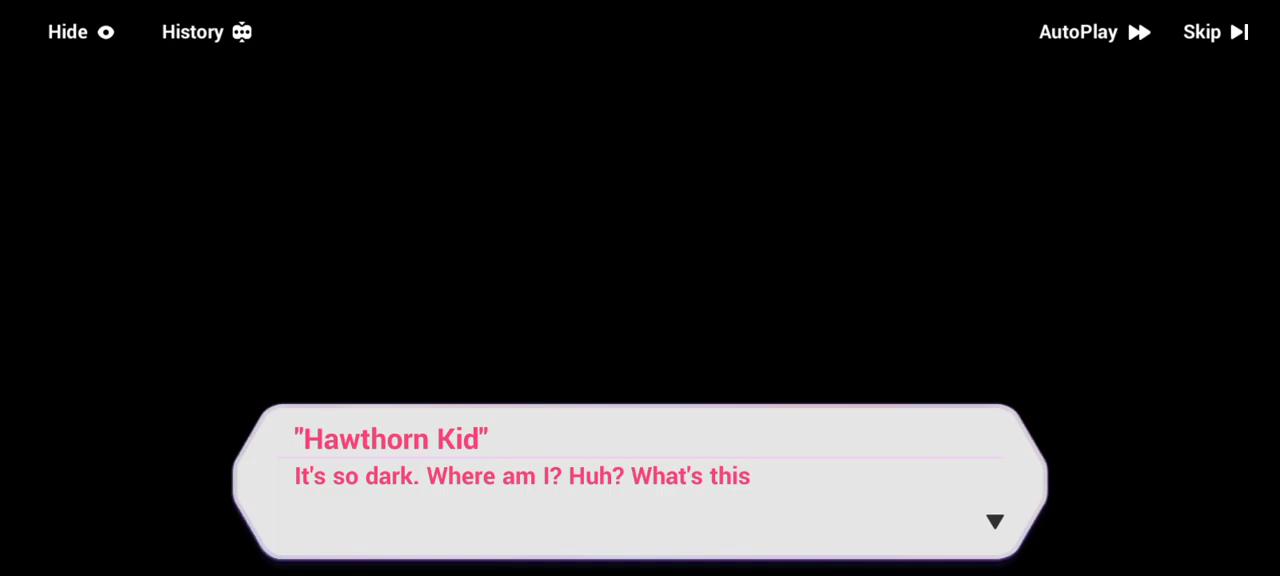 Hide
History
AutoPlay
Skip
"Hawthorn Kid"
It's so dark. Where am I? Huh? What's this